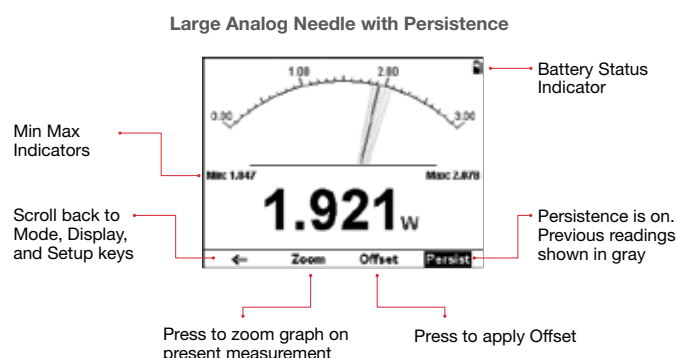 Large Analog Needle with Persistence
Battery Status
Indicator
1.00
2.00
0.00
3.00
Min Max
Indicators
Min: 1.847
Max: 2.078
1.921w
Scroll back to
Mode, Display,
and Setup keys
Persistence is on.
Previous readings
shown in gray
Zoom
Offset
Persist
Press to zoom graph on
present measurement
Press to apply Offset